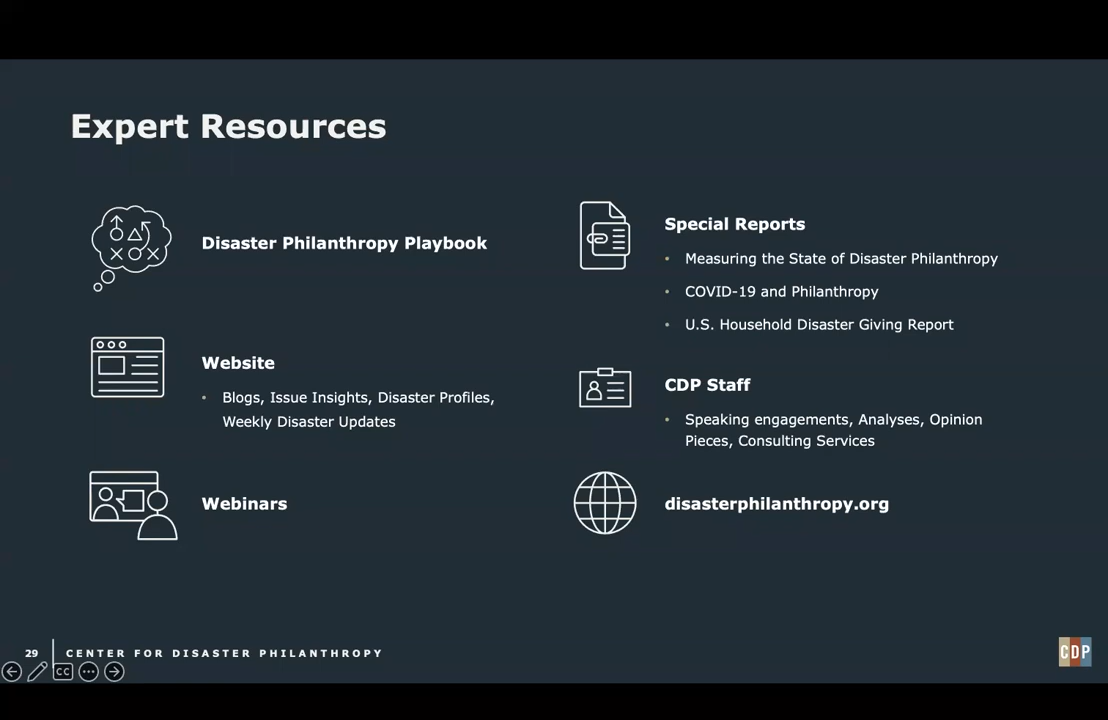 Expert Resources
Disaster Philanthropy Playbook
Website
• Blogs, Issue Insights, Disaster Profiles,
Weekly Disaster Updates
Webinars
Special Reports
• Measuring the State of Disaster Philanthropy
• COVID-19 and Philanthropy
• U.S. Household Disaster Giving Report
CDP Staff
• Speaking engagements, Analyses, Opinion
Pieces, Consulting Services
disasterphilanthropy.org
29 CENTER FOR DISASTER PHILANTHROPY
CC
CDP